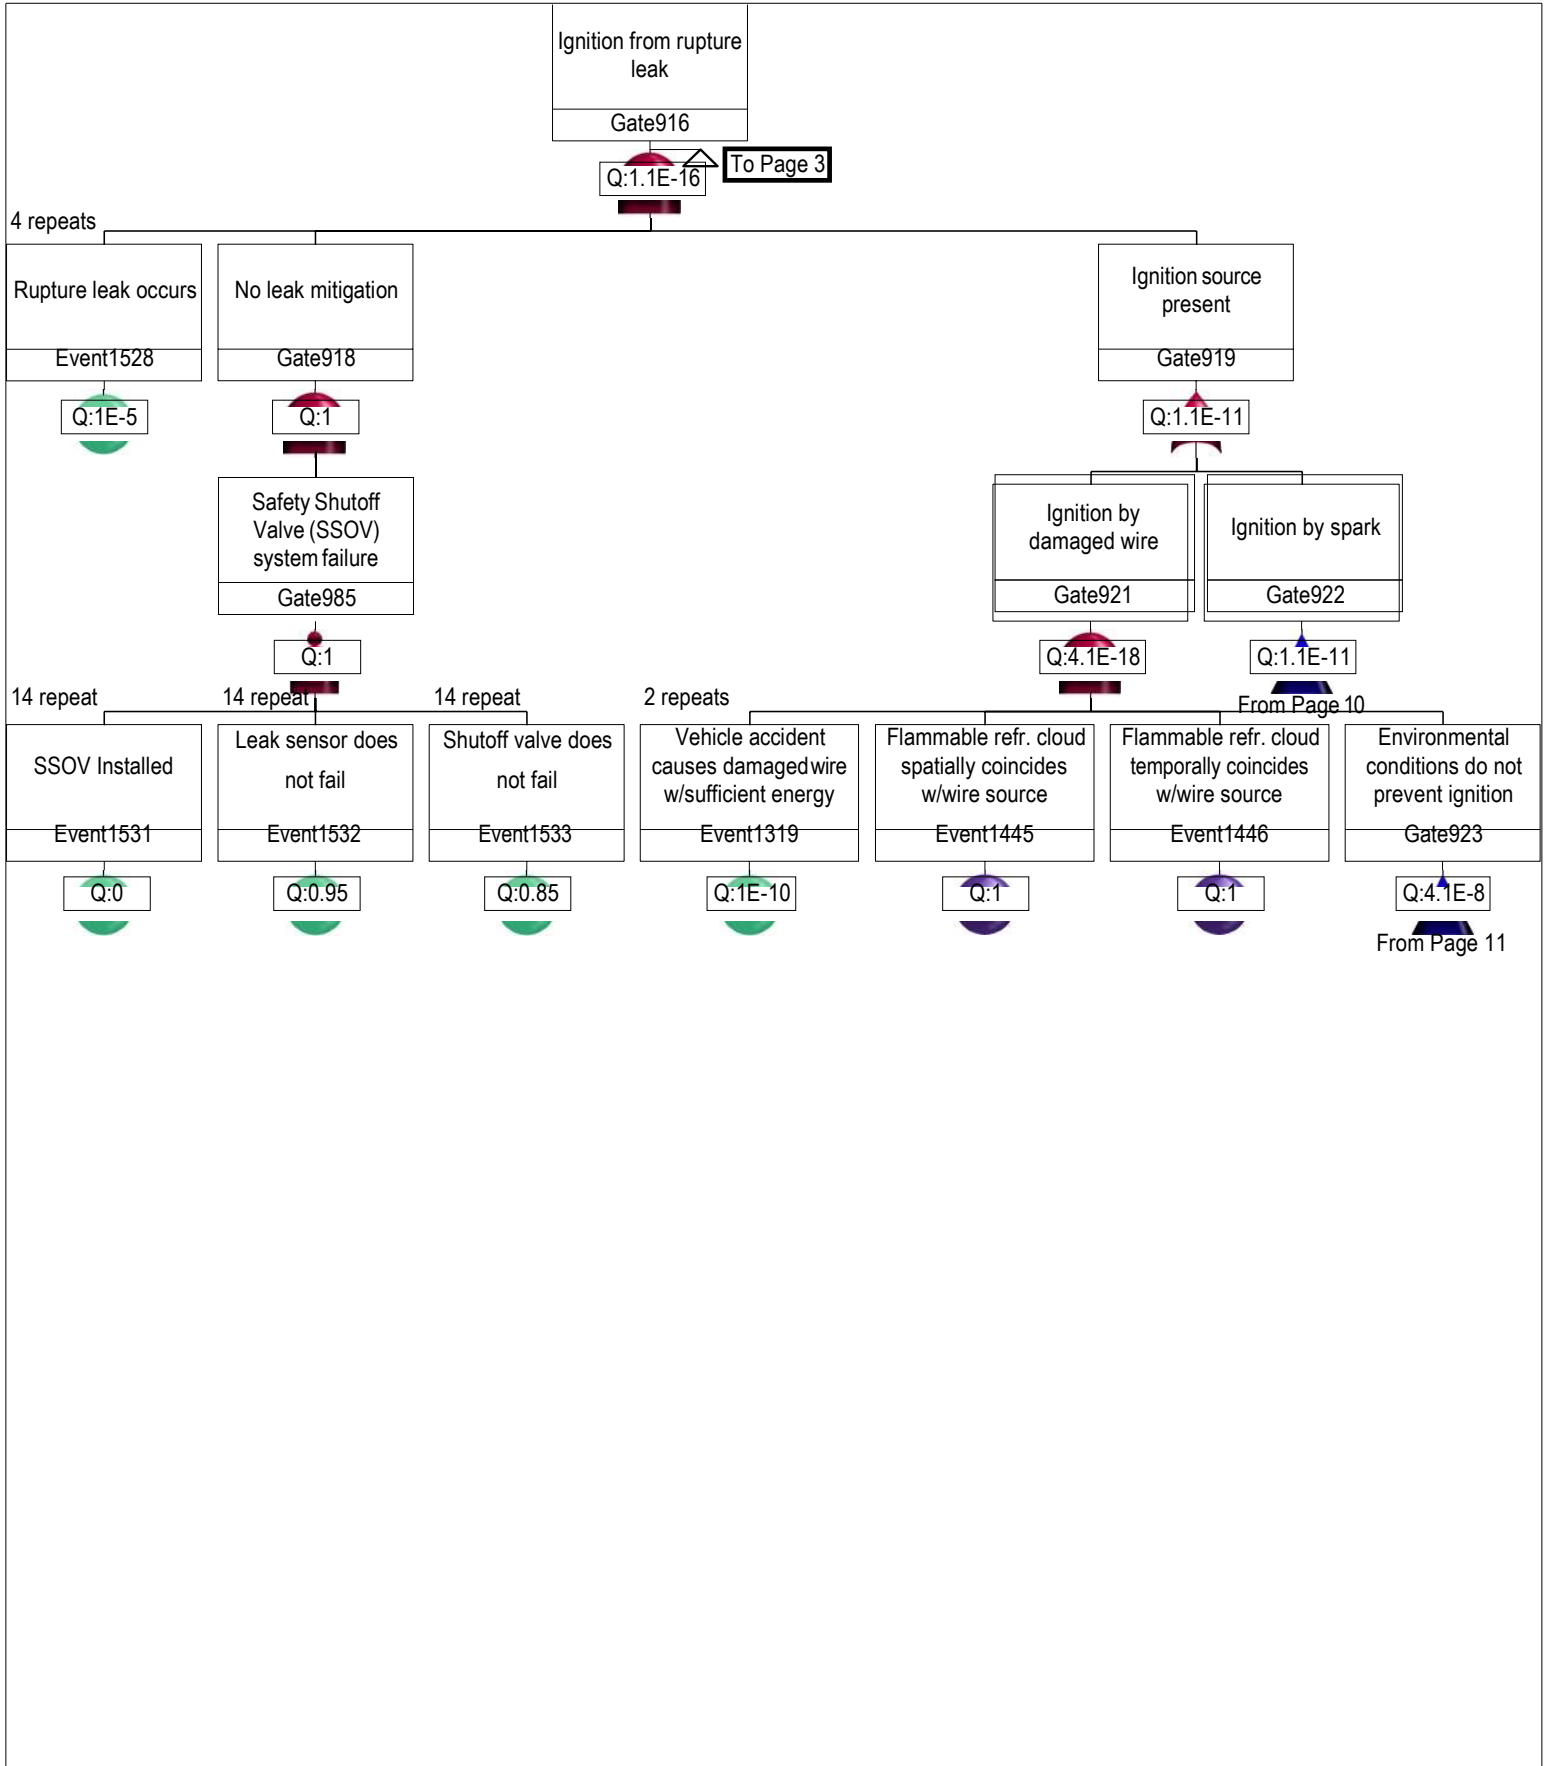 Ignition from rupture
leak
Gate916
To Page 3
Q:1.1E-16
4 repeats
Rupture leak occurs
Event1528
Q:1E-5
No leak mitigation
Gate918
Q:1
Ignition source
present
Gate919
Q:1.1E-11
Safety Shutoff
Valve (SSOV)
system failure
Gate985
Q:1
Ignition by
damaged wire
Gate921
Q:4.1E-18
Ignition by spark
Gate922
Q:1.1E-11
From Page 10
14 repeat
SSOV Installed
Event1531
Q:0
14 repeat
Leak sensor does
not fail
Event1532
Q:0.95
14 repeat
Shutoff valve does
not fail
Event1533
Q:0.85
2 repeats
Vehicle accident
causes damaged wire
w/sufficient energy
Event1319
Q:1E-10
Flammable refr. cloud
spatially coincides
w/wire source
Event1445
Q:1
Flammable refr. cloud
temporally coincides
w/wire source
Event1446
Q:1
Environmental
conditions do not
prevent ignition
Gate923
Q:4.1E-8
From Page 11